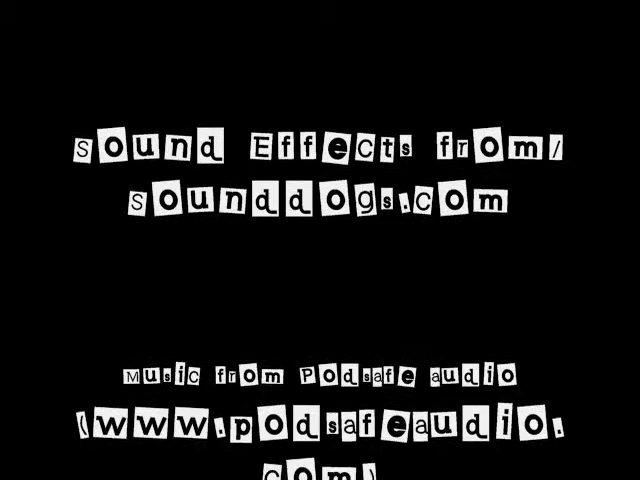 Sound Effects from/
Sounddogs.com
Music from Podsafe audio
(www.podsafeaudio.
com)